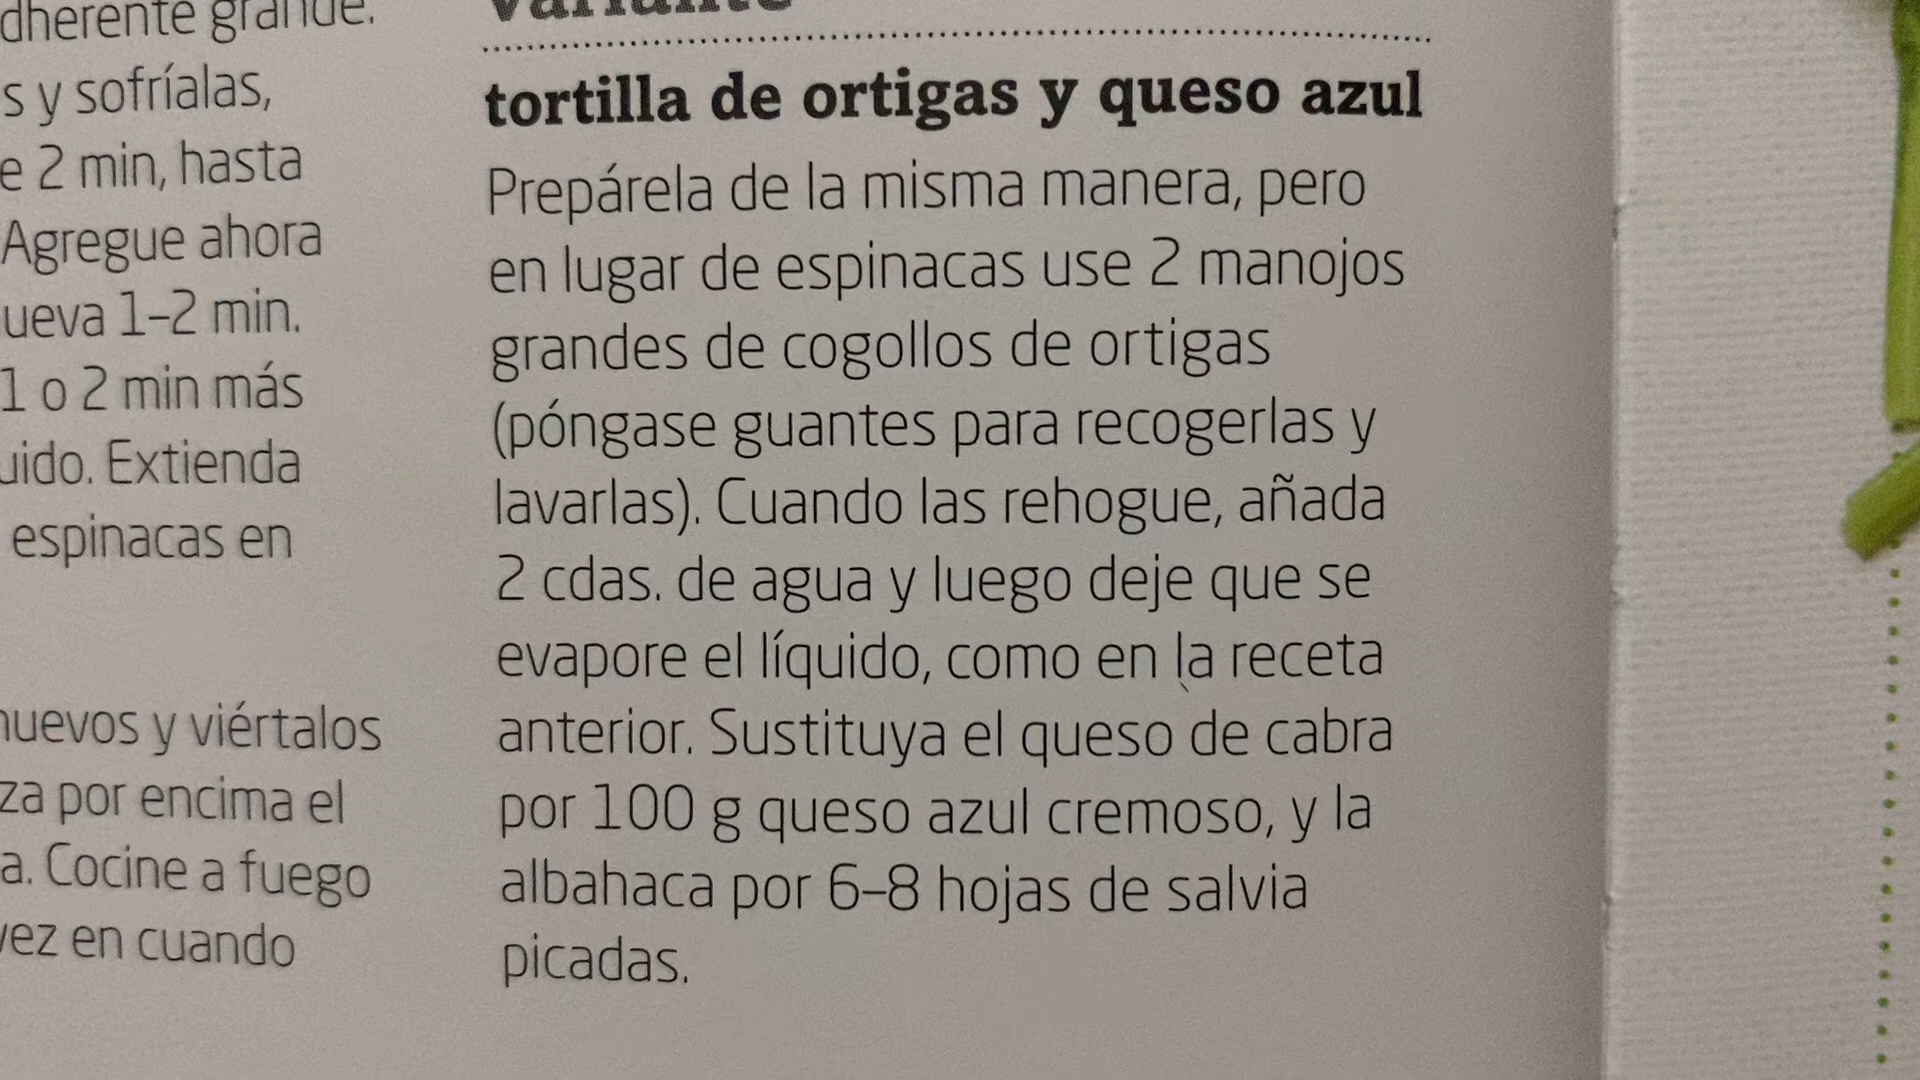 dherente grande.
s y sofríalas,
e 2 min, hasta
Agregue ahora
ueva 1–2 min.
1 o 2 min más
uido. Extienda
espinacas en
huevos y viértalos
za por encima el
a. Cocine a fuego
vez en cuando
variante
tortilla de ortigas y queso azul
Prepárela de la misma manera, pero
en lugar de espinacas use 2 manojos
grandes de cogollos de ortigas
(póngase guantes para recogerlas y
lavarlas). Cuando las rehogue, añada
2 cdas. de agua y luego deje que se
evapore el líquido, como en la receta
anterior. Sustituya el queso de cabra
por 100 g queso azul cremoso, y la
albahaca por 6–8 hojas de salvia
picadas.